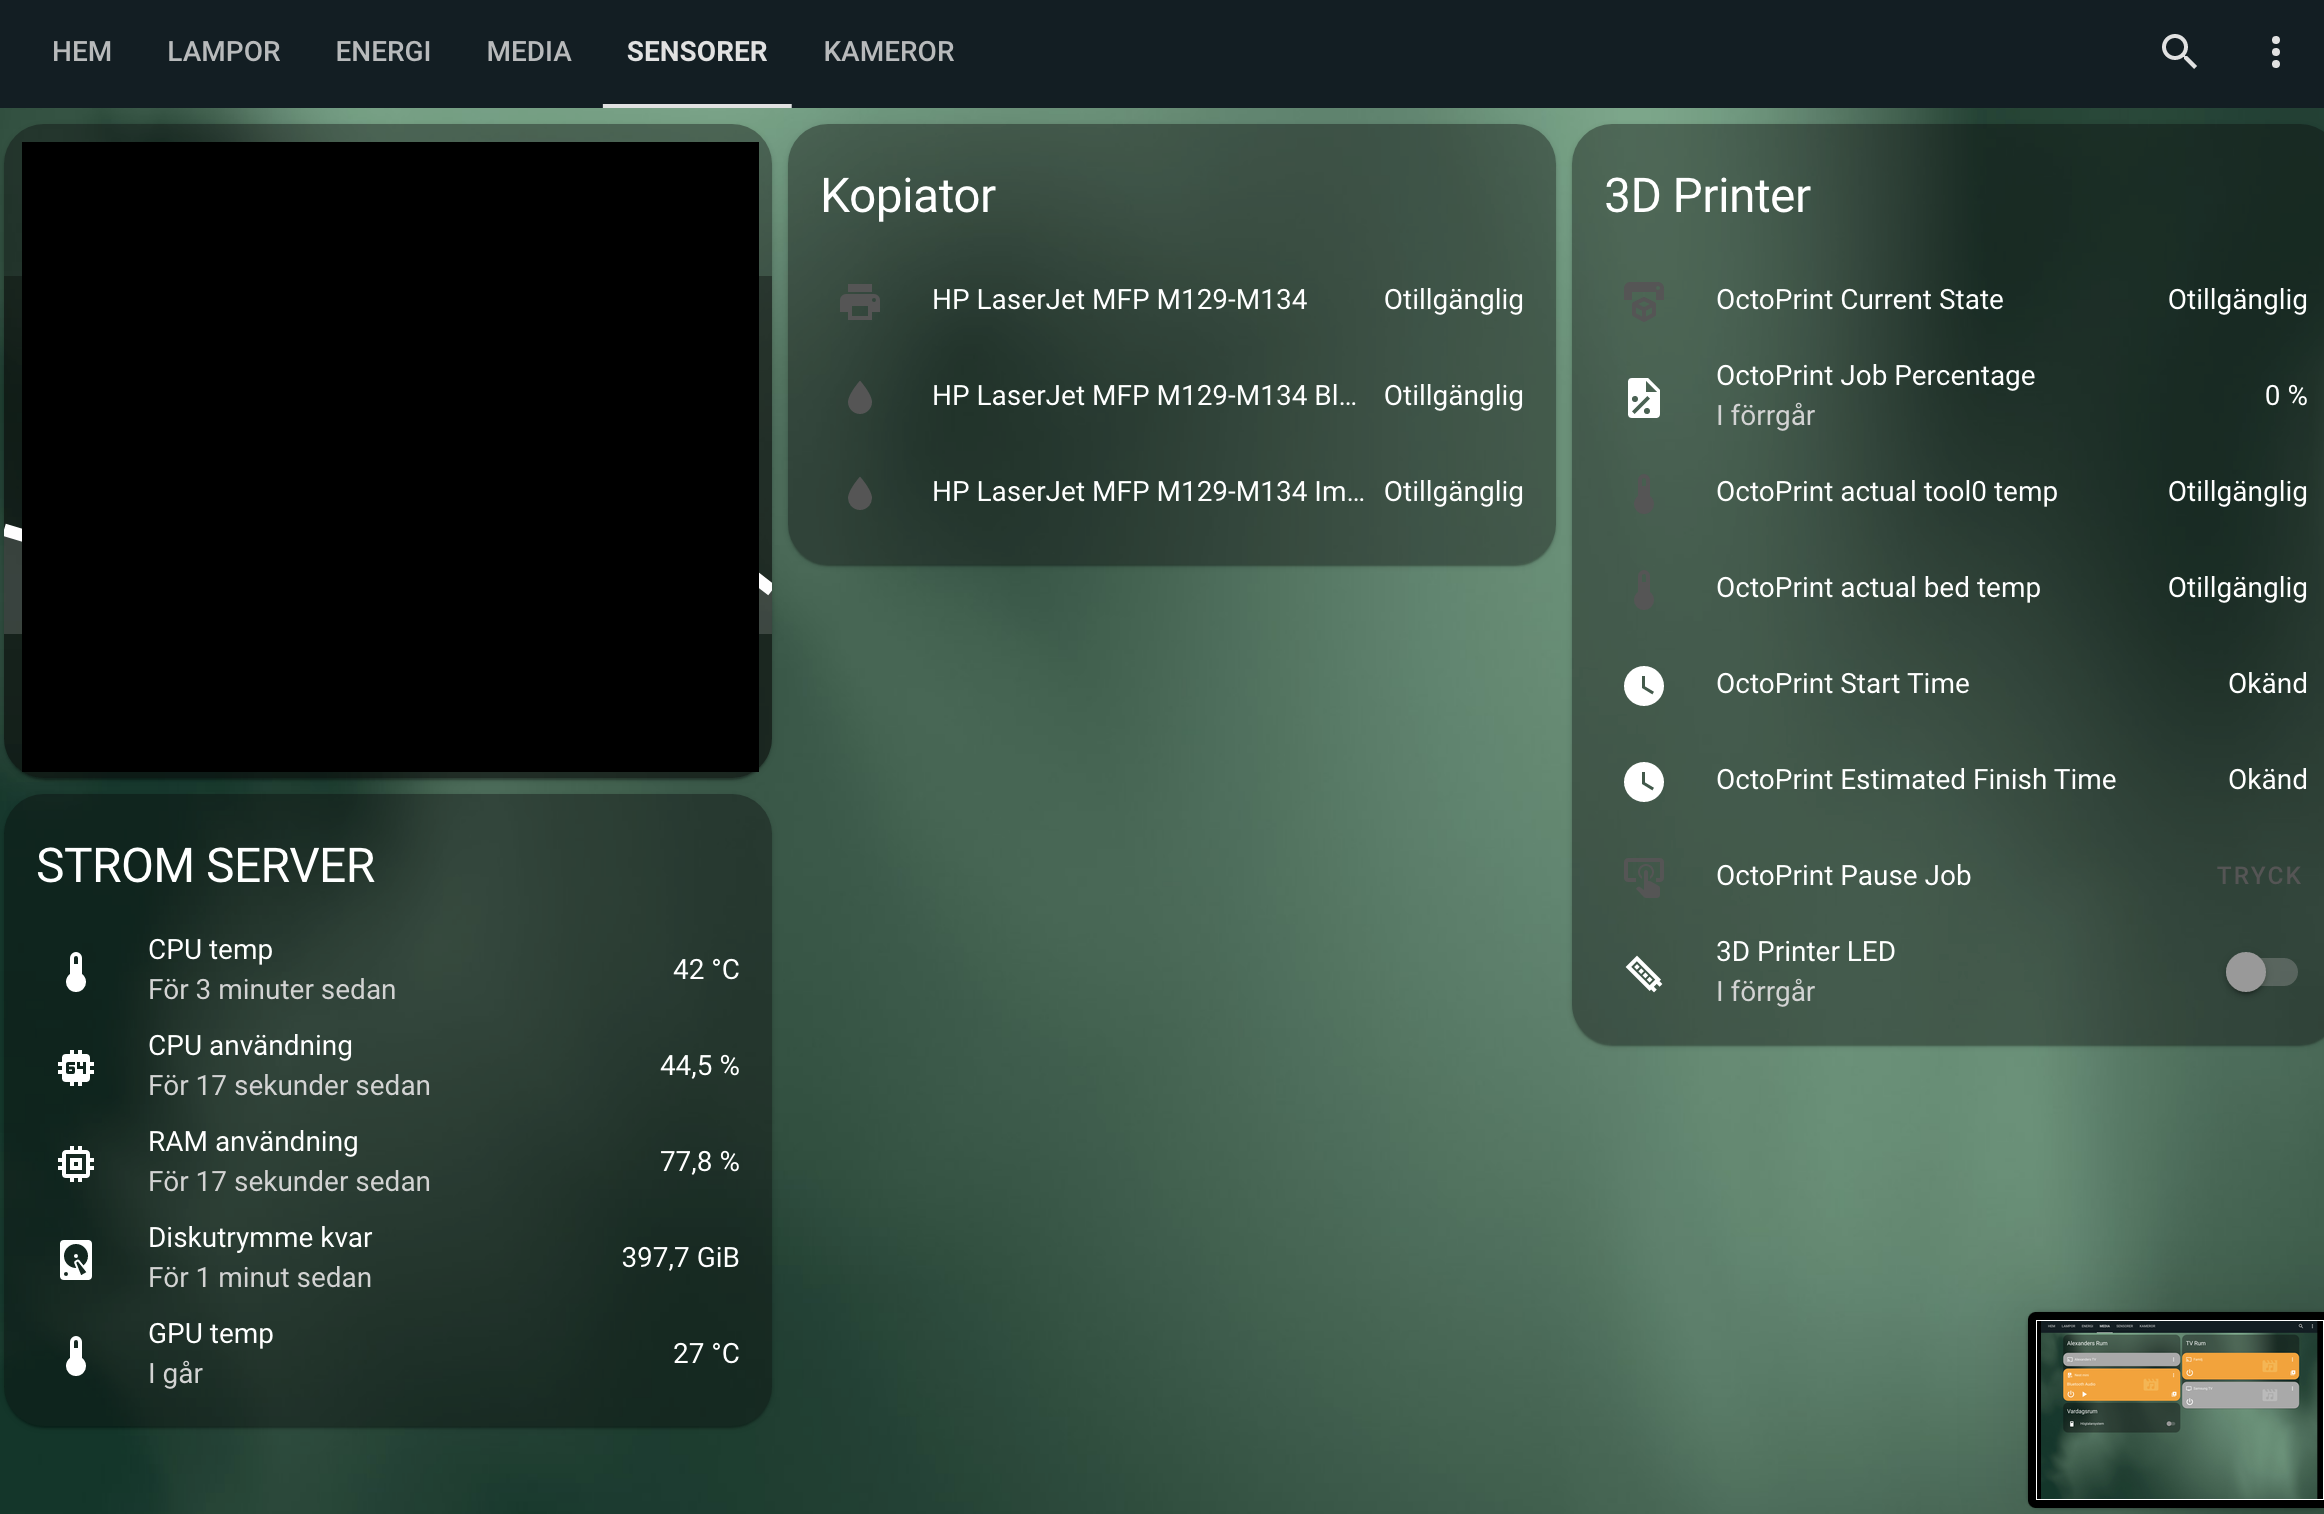 HEM LAMPOR ENERGI MEDIA SENSORER KAMEROR
STROM SERVER
CPU temp
För 3 minuter sedan
42 °C
CPU användning
För 17 sekunder sedan
44,5 %
RAM användning
För 17 sekunder sedan
77,8 %
Diskutrymme kvar
För 1 minut sedan
397,7 GiB
GPU temp
I går
27 °C
Kopiator
HP LaserJet MFP M129-M134 Otillgänglig
HP LaserJet MFP M129-M134 Bl... Otillgänglig
HP LaserJet MFP M129-M134 Im... Otillgänglig
3D Printer
OctoPrint Current State Otillgänglig
OctoPrint Job Percentage
I förrgår
0 %
OctoPrint actual tool0 temp Otillgänglig
OctoPrint actual bed temp Otillgänglig
OctoPrint Start Time Okänd
OctoPrint Estimated Finish Time Okänd
OctoPrint Pause Job TRYCK
3D Printer LED
I förrgår
Alexanders Rum
TV Rum
Vardagsrum